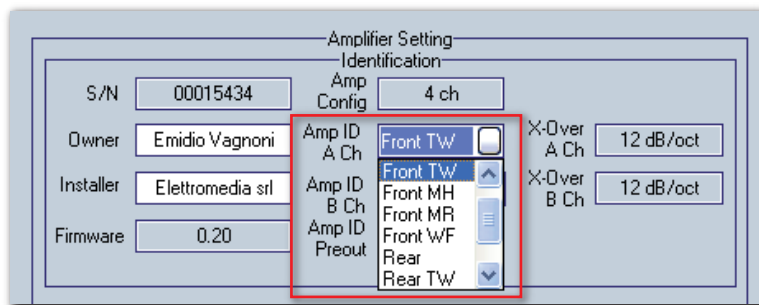 Amplifier Setting
Identification
S/N 00015434 Amp Config 4 ch
Owner Emidio Vagnoni Amp ID A Ch Front TW X-Over A Ch 12 dB/oct
Installer Elettromedia srl Amp ID B Ch X-Over B Ch 12 dB/oct
Firmware 0.20 Amp ID Preout
Front TW
Front MH
Front MR
Front WF
Rear
Rear TW